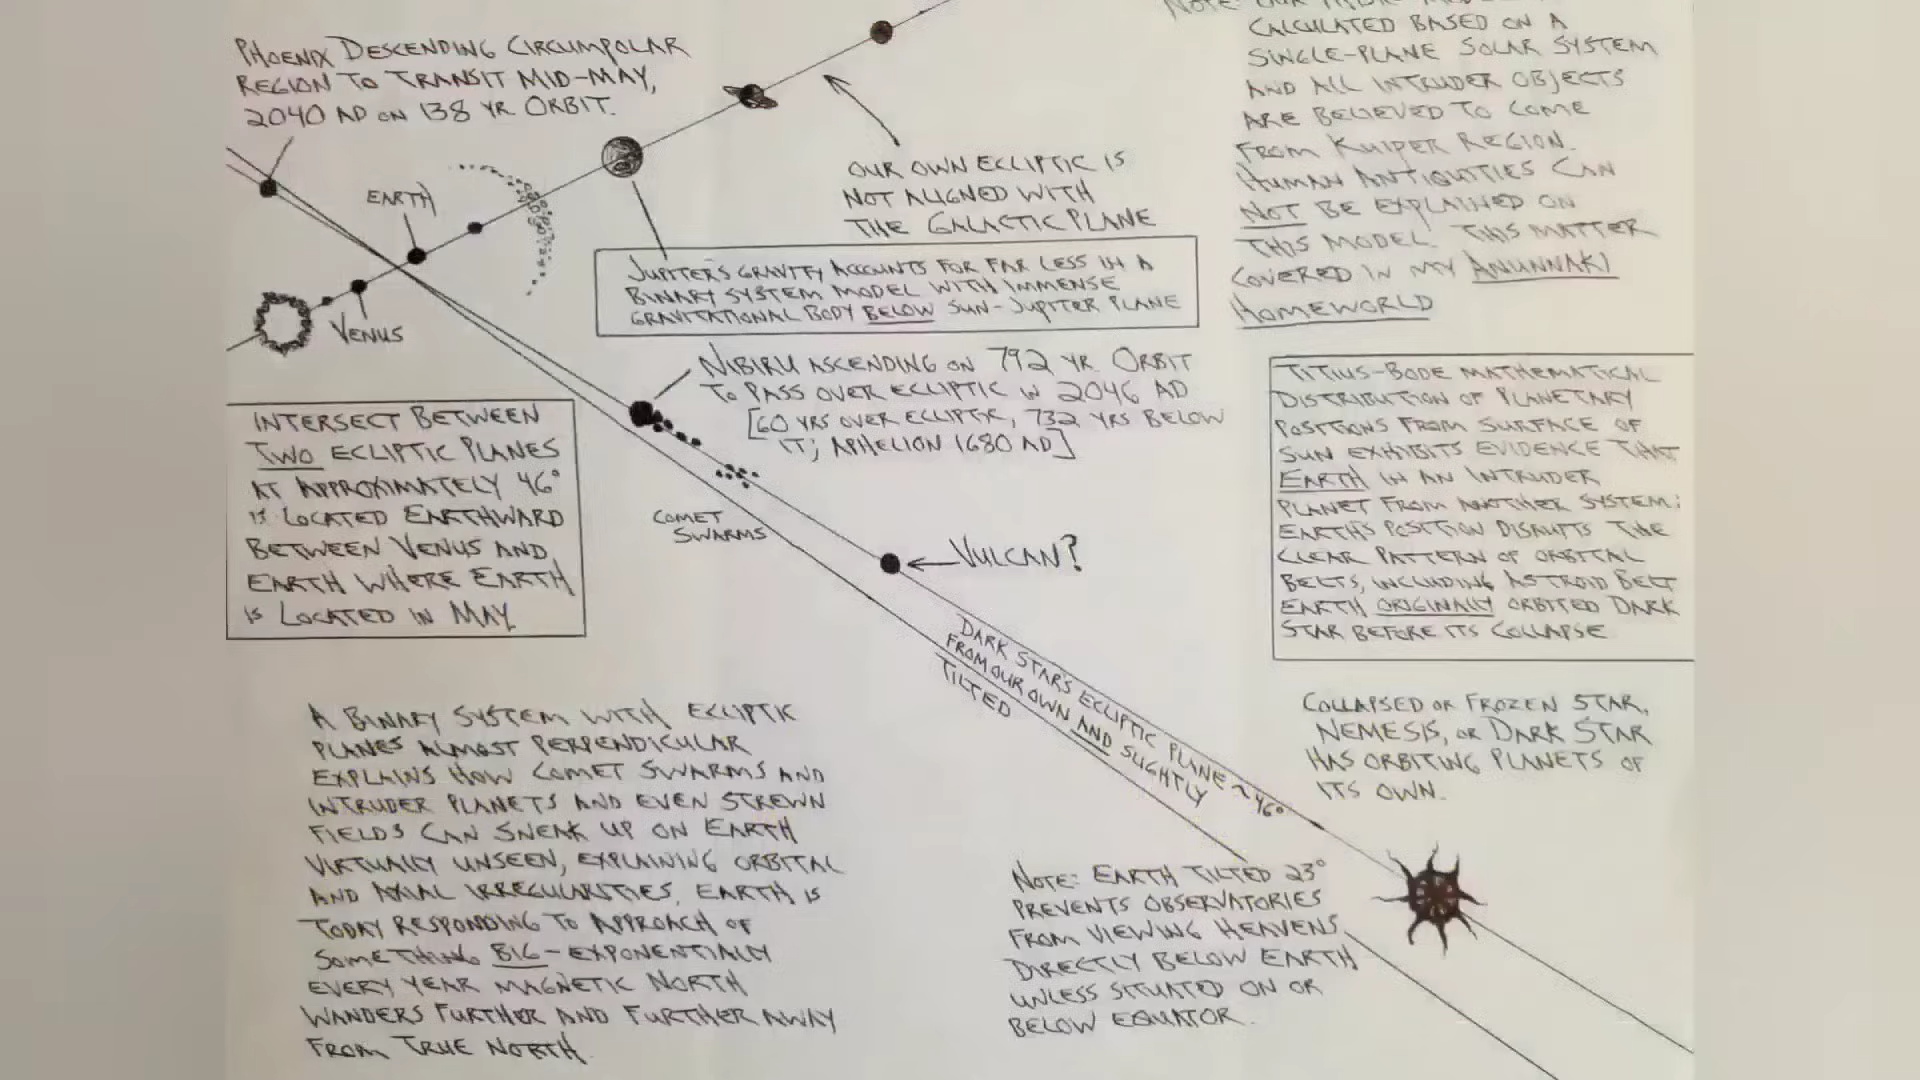 PHOENIX DESCENDING CIRCUMPOLAR
REGION TO TRANSIT MID-MAY,
2040 AD ON 138 YR ORBIT.
EARTH
VENUS
OUR OWN ECLIPTIC IS
NOT ALIGNED WITH
THE GALACTIC PLANE
NOTE: OUR
CALCULATED BASED ON A
SINGLE-PLANE SOLAR SYSTEM
AND ALL INTRUDER OBJECTS
ARE BELIEVED TO COME
FROM KUIPER REGION.
HUMAN ANTIQUITIES CAN
NOT BE EXPLAINED ON
THIS MODEL. THIS MATTER
COVERED IN MY ANUNNAKI
HOMEWORLD
JUPITER'S GRAVITY ACCOUNTS FOR FAR LESS IN A
BINARY SYSTEM MODEL WITH IMMENSE
GRAVITATIONAL BODY BELOW SUN-JUPITER PLANE
NIBIRU ASCENDING ON 792 YR. ORBIT
TO PASS OVER ECLIPTIC IN 2046 AD
[60 YRS OVER ECLIPTIC, 732 YRS BELOW
IT; APHELION 1680 AD]
INTERSECT BETWEEN
TWO ECLIPTIC PLANES
AT APPROXIMATELY 46°
IS LOCATED EARTHWARD
BETWEEN VENUS AND
EARTH WHERE EARTH
IS LOCATED IN MAY.
COMET
SWARMS
VULCAN?
TITIUS-BODE MATHEMATICAL
DISTRIBUTION OF PLANETARY
POSITIONS FROM SURFACE OF
SUN EXHIBITS EVIDENCE THAT
EARTH IN AN INTRUDER
PLANET FROM ANOTHER SYSTEM;
EARTH'S POSITION DISRUPTS THE
CLEAR PATTERN OF ORBITAL
BELTS, INCLUDING ASTROID BELT
EARTH ORIGINALLY ORBITED DARK
STAR BEFORE ITS COLLAPSE
DARK STAR'S ECLIPTIC PLANE ~46°
FROM OUR OWN AND SLIGHTLY
TILTED
COLLAPSED OR FROZEN STAR,
NEMESIS, OR DARK STAR
HAS ORBITING PLANETS OF
ITS OWN.
A BINARY SYSTEM WITH ECLIPTIC
PLANES ALMOST PERPENDICULAR
EXPLAINS HOW COMET SWARMS AND
INTRUDER PLANETS AND EVEN STREWN
FIELDS CAN SNEAK UP ON EARTH
VIRTUALLY UNSEEN, EXPLAINING ORBITAL
AND AXIAL IRREGULARITIES. EARTH IS
TODAY RESPONDING TO APPROACH OF
SOMETHING BIG - EXPONENTIALLY
EVERY YEAR MAGNETIC NORTH
WANDERS FURTHER AND FURTHER AWAY
FROM TRUE NORTH.
NOTE: EARTH TILTED 23°
PREVENTS OBSERVATORIES
FROM VIEWING HEAVENS
DIRECTLY BELOW EARTH
UNLESS SITUATED ON OR
BELOW EQUATOR.